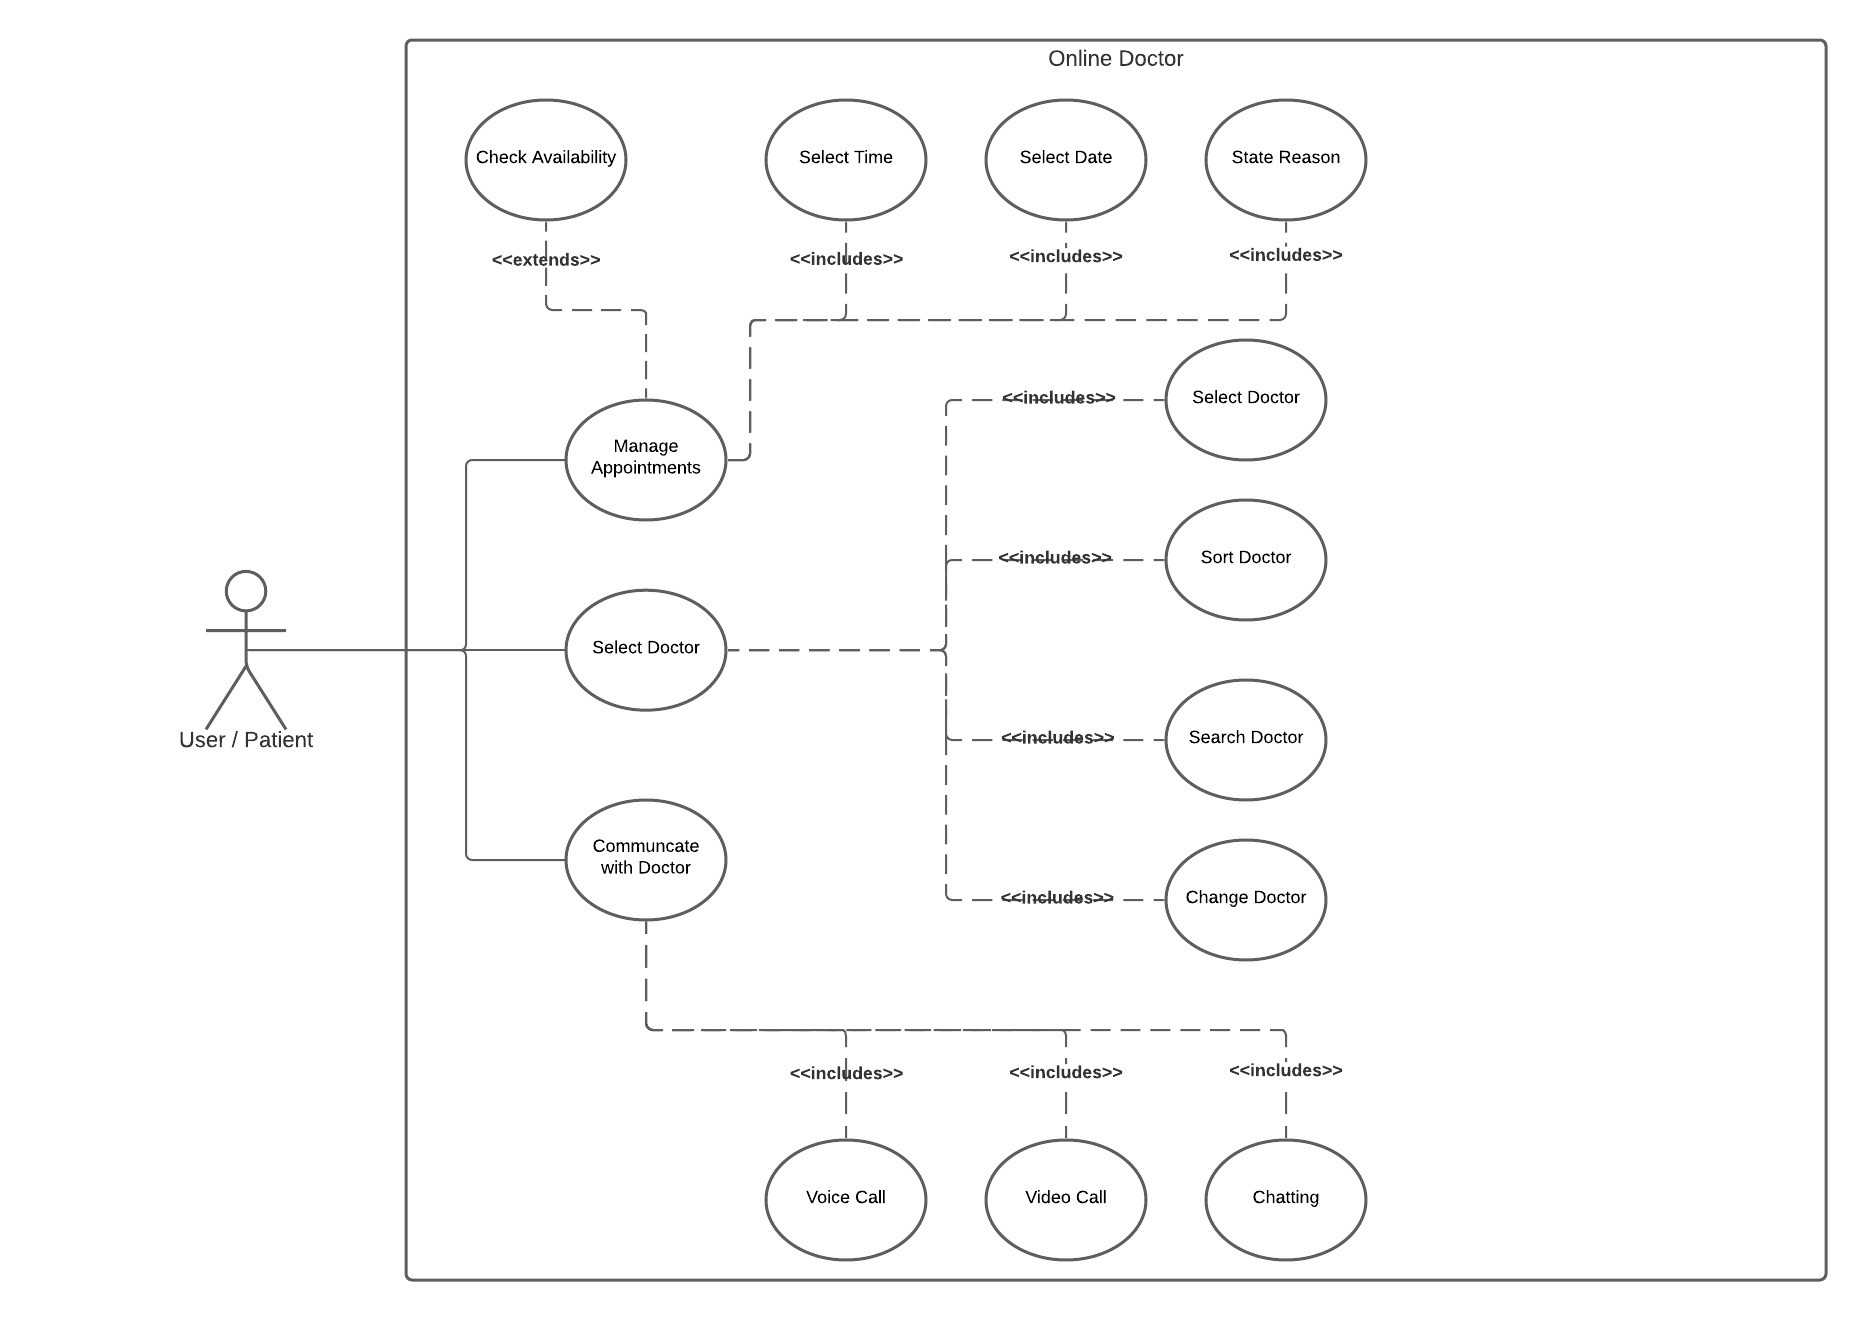 Online Doctor
Check Availability
Select Time
Select Date
State Reason
<<extends>>
<<includes>>
<<includes>>
<<includes>>
Manage
Appointments
<<includes>>
Select Doctor
<<includes>>
Sort Doctor
Select Doctor
User / Patient
<<includes>>
Search Doctor
Communcate
with Doctor
<<includes>>
Change Doctor
<<includes>>
<<includes>>
<<includes>>
Voice Call
Video Call
Chatting